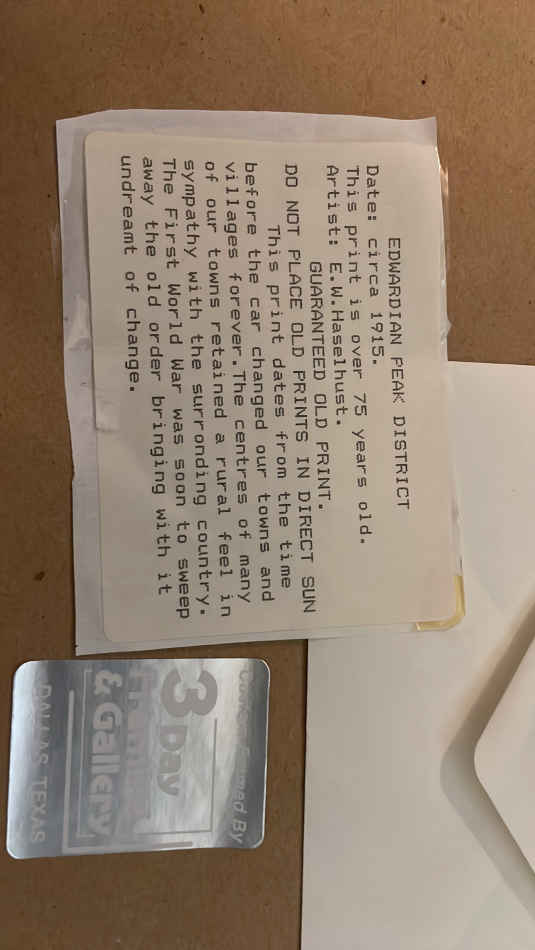 EDWARDIAN PEAK DISTRICT
Date: circa 1915.
This print is over 75 years old.
Artist: E.W.Haselhust.
GUARANTEED OLD PRINT.
DO NOT PLACE OLD PRINTS IN DIRECT SUN
This print dates from the time
before the car changed our towns and
villages forever.The centres of many
of our towns retained a rural feel in
sympathy with the surronding country.
The First World War was soon to sweep
away the old order bringing with it
undreamt of change.
Framed By
3 Day
& Gallery
DALLAS, TEXAS